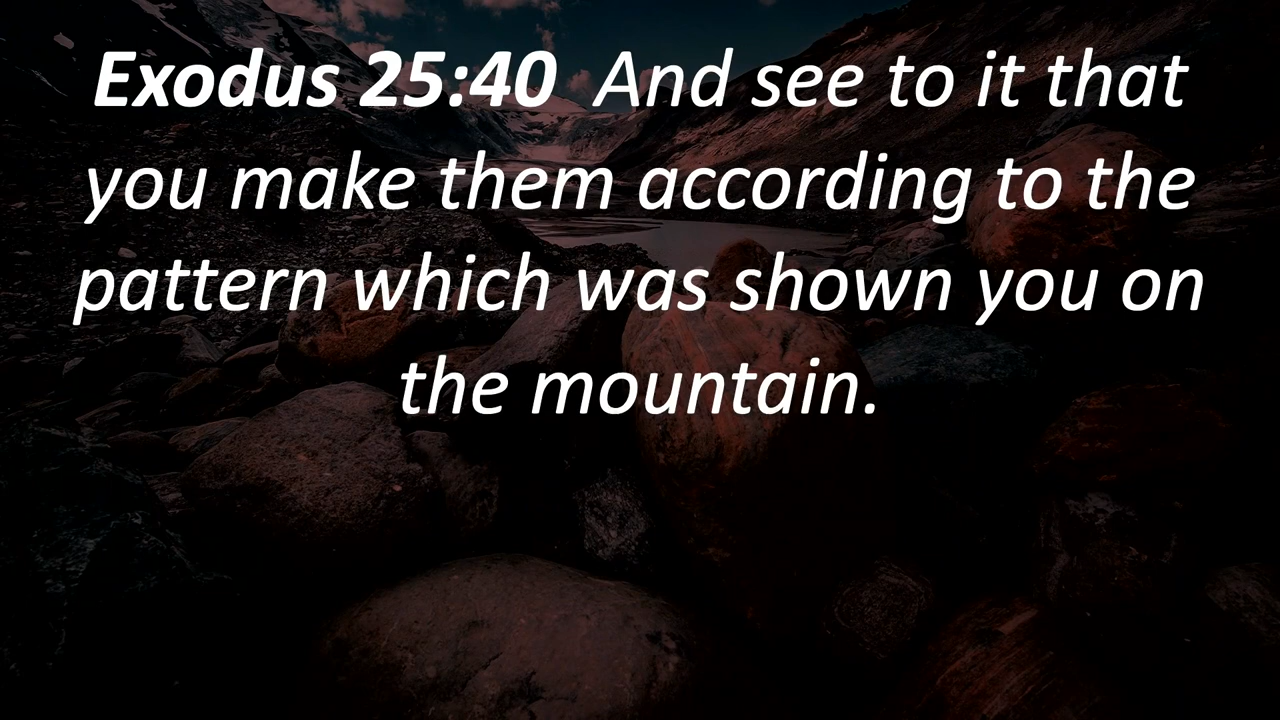 Exodus 25:40 And see to it that
you make them according to the
pattern which was shown you on
the mountain.